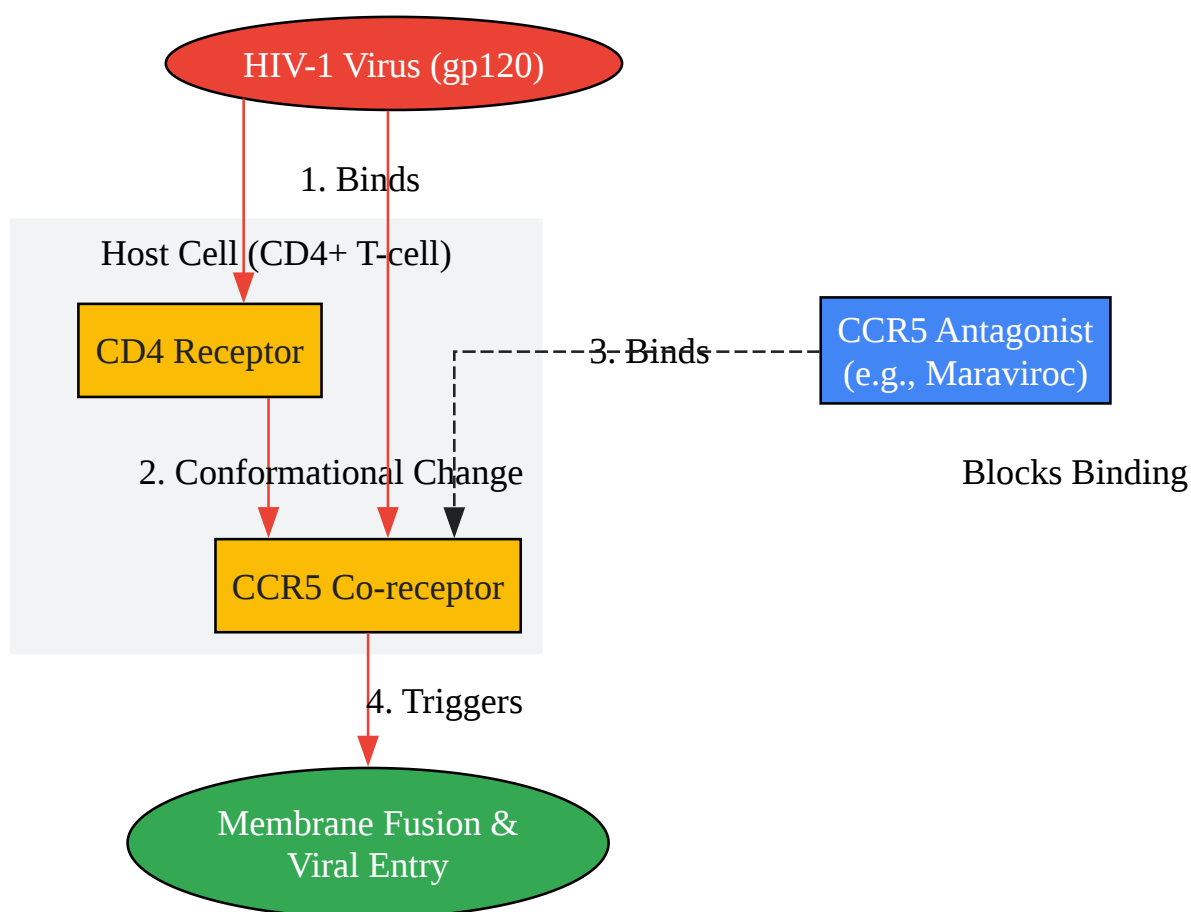 HIV-1 Virus (gp120)
1. Binds
Host Cell (CD4+ T-cell)
CD4 Receptor
3. Binds
CCR5 Antagonist
(e.g., Maraviroc)
2. Conformational Change
Blocks Binding
CCR5 Co-receptor
4. Triggers
Membrane Fusion &
Viral Entry